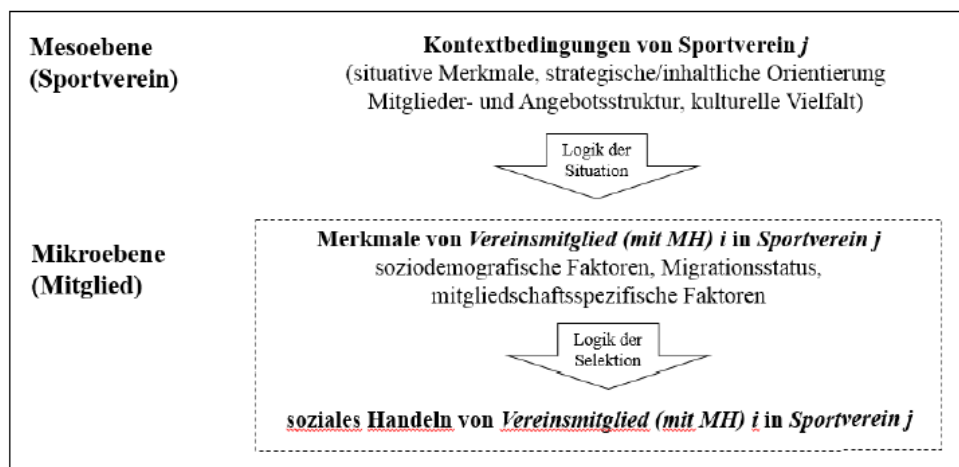 Mesoebene
(Sportverein)
Kontextbedingungen von Sportverein j
(situative Merkmale, strategische/inhaltliche Orientierung
Mitglieder- und Angebotsstruktur, kulturelle Vielfalt)
Logik der
Situation
Mikroebene
(Mitglied)
Merkmale von Vereinsmitglied (mit MH) i in Sportverein j
soziodemografische Faktoren, Migrationsstatus,
mitgliedschaftsspezifische Faktoren
Logik der
Selektion
soziales Handeln von Vereinsmitglied (mit MH) i in Sportverein j